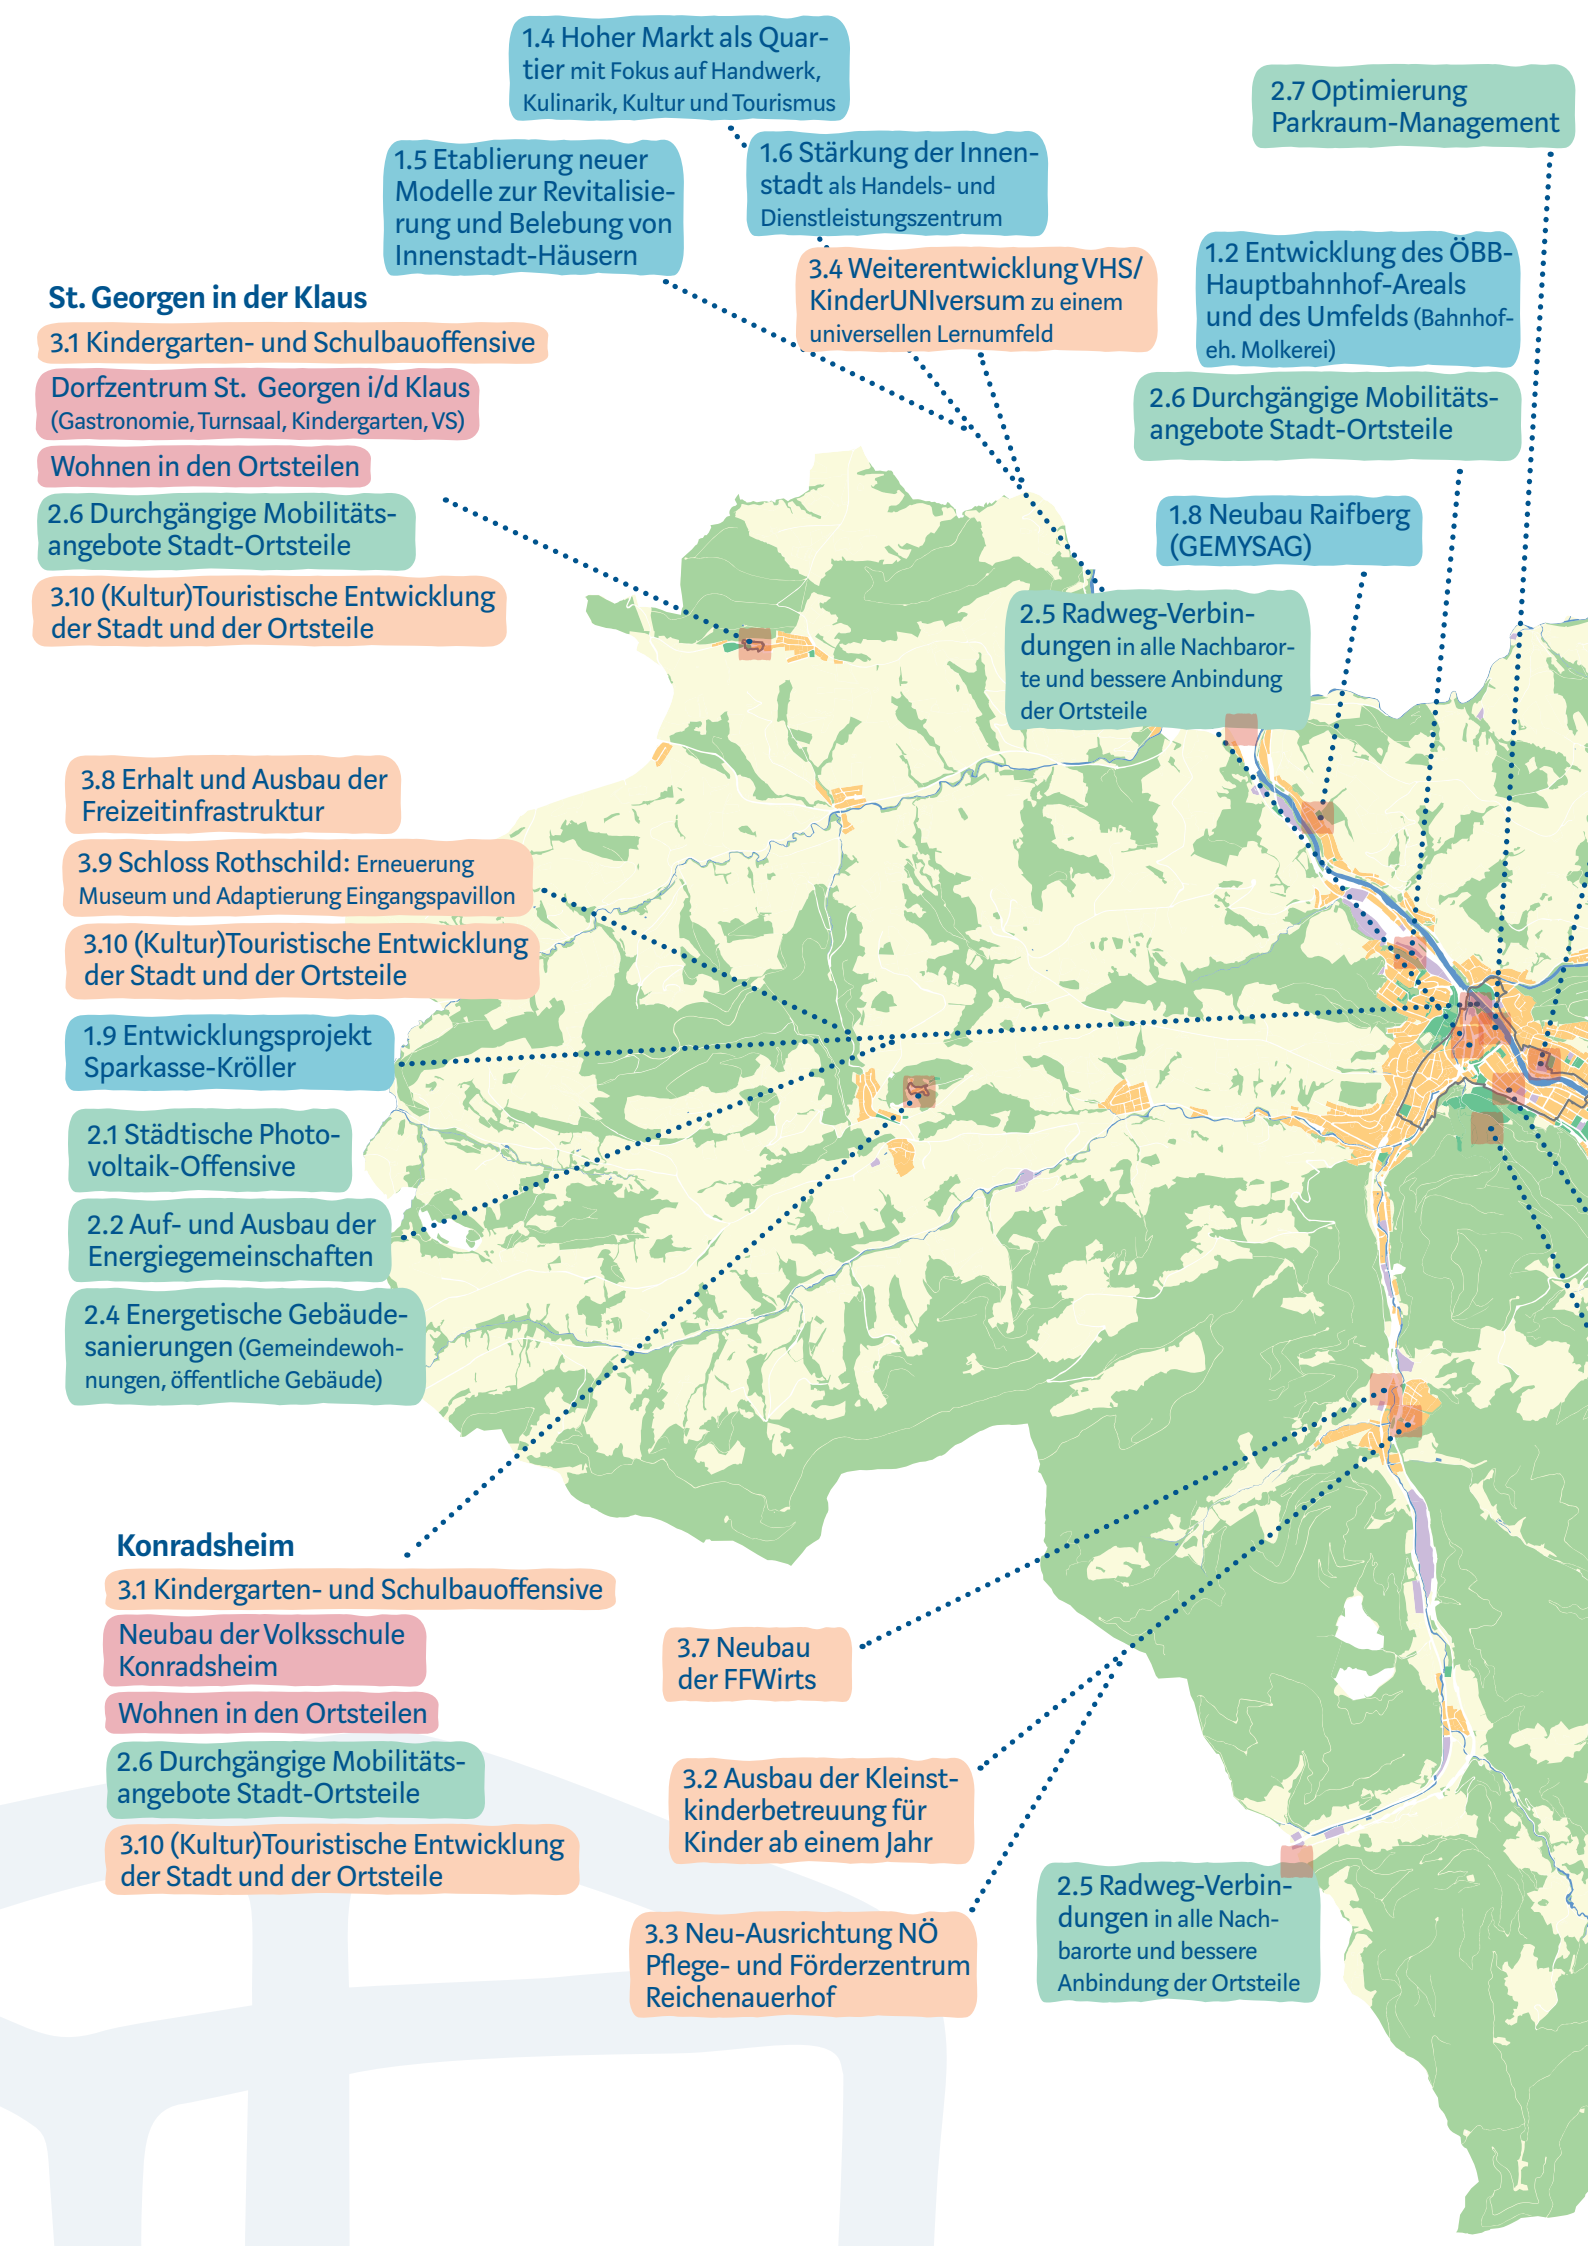 1.4 Hoher Markt als Quar-
tier mit Fokus auf Handwerk,
Kulinarik, Kultur und Tourismus
2.7 Optimierung
Parkraum-Management
1.5 Etablierung neuer
Modelle zur Revitalisie-
rung und Belebung von
Innenstadt-Häusern
1.6 Stärkung der Innen-
stadt als Handels- und
Dienstleistungszentrum
3.4 Weiterentwicklung VHS/
KinderUNIversum zu einem
universellen Lernumfeld
1.2 Entwicklung des ÖBB-
Hauptbahnhof-Areals
und des Umfelds (Bahnhof-
eh. Molkerei)
2.6 Durchgängige Mobilitäts-
angebote Stadt-Ortsteile
1.8 Neubau Raifberg
(GEMYSAG)
2.5 Radweg-Verbin-
dungen in alle Nachbaror-
te und bessere Anbindung
der Ortsteile
St. Georgen in der Klaus
3.1 Kindergarten- und Schulbauoffensive
Dorfzentrum St. Georgen i/d Klaus
(Gastronomie, Turnsaal, Kindergarten, VS)
Wohnen in den Ortsteilen
2.6 Durchgängige Mobilitäts-
angebote Stadt-Ortsteile
3.10 (Kultur)Touristische Entwicklung
der Stadt und der Ortsteile
3.8 Erhalt und Ausbau der
Freizeitinfrastruktur
3.9 Schloss Rothschild: Erneuerung
Museum und Adaptierung Eingangspavillon
3.10 (Kultur)Touristische Entwicklung
der Stadt und der Ortsteile
1.9 Entwicklungsprojekt
Sparkasse-Kröller
2.1 Städtische Photo-
voltaik-Offensive
2.2 Auf- und Ausbau der
Energiegemeinschaften
2.4 Energetische Gebäude-
sanierungen (Gemeindewoh-
nungen, öffentliche Gebäude)
Konradsheim
3.1 Kindergarten- und Schulbauoffensive
Neubau der Volksschule
Konradsheim
Wohnen in den Ortsteilen
2.6 Durchgängige Mobilitäts-
angebote Stadt-Ortsteile
3.10 (Kultur)Touristische Entwicklung
der Stadt und der Ortsteile
3.7 Neubau
der FFWirts
3.2 Ausbau der Kleinst-
kinderbetreuung für
Kinder ab einem Jahr
3.3 Neu-Ausrichtung NÖ
Pflege- und Förderzentrum
Reichenauerhof
2.5 Radweg-Verbin-
dungen in alle Nach-
barorte und bessere
Anbindung der Ortsteile